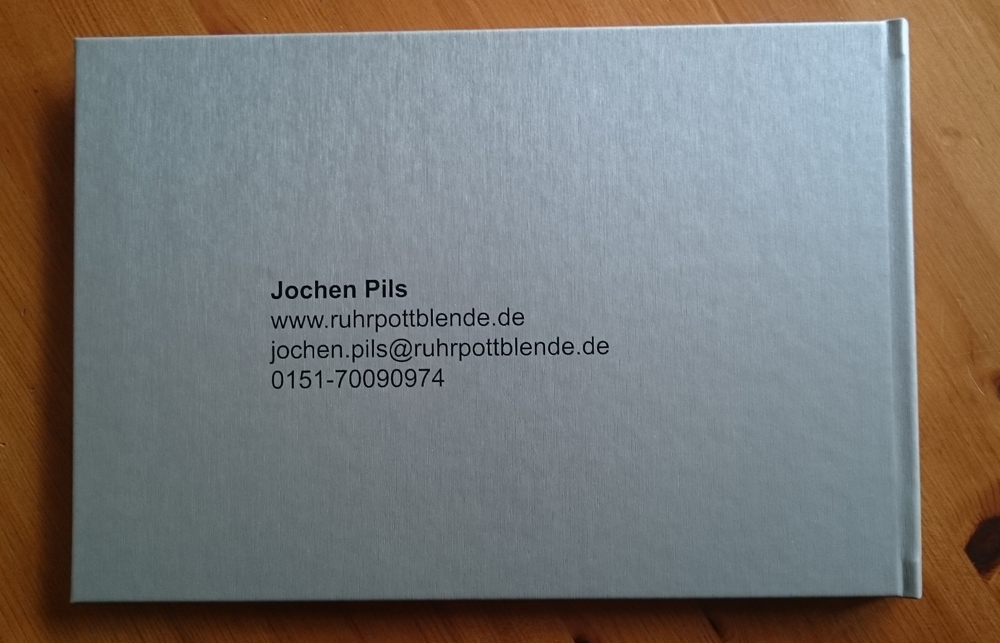 Jochen Pils
www.ruhrpottblende.de
jochen.pils@ruhrpottblende.de
0151-70090974